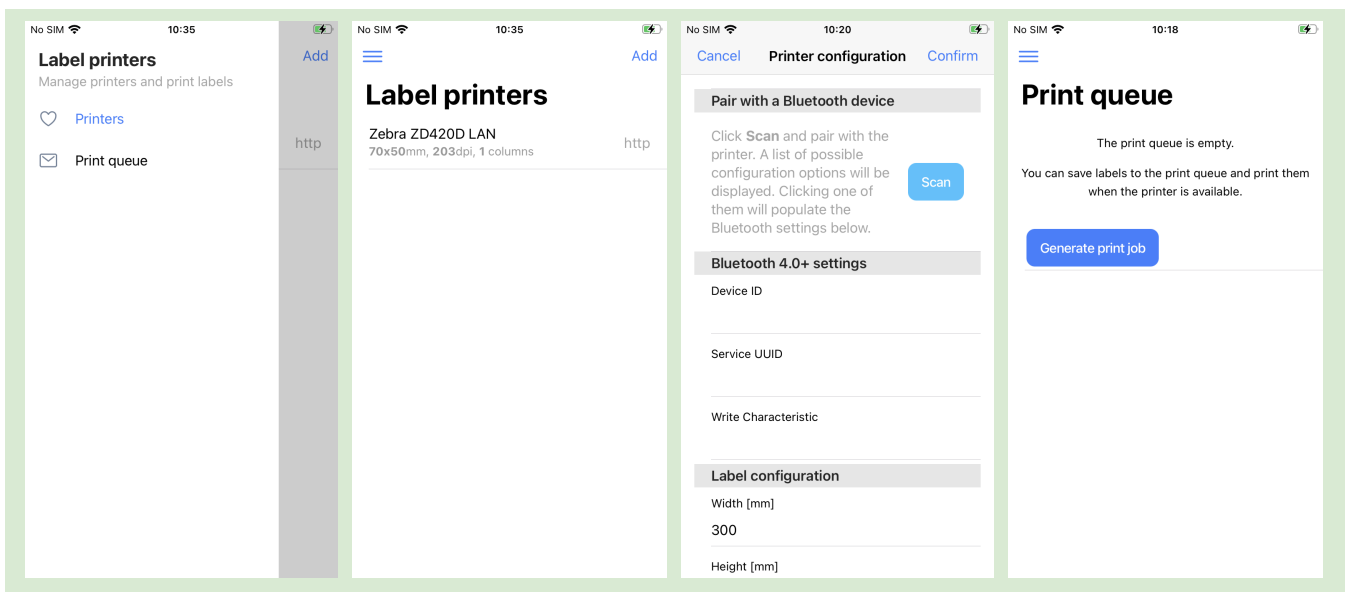 No SIM 10:35
Label printers
Add
Manage printers and print labels
Printers
http
Print queue
No SIM 10:35
Add
Label printers
Zebra ZD420D LAN
70x50mm, 203dpi, 1 columns
http
No SIM 10:20
Cancel Printer configuration Confirm
Pair with a Bluetooth device
Click Scan and pair with the
printer. A list of possible
configuration options will be
displayed. Clicking one of
them will populate the
Bluetooth settings below.
Scan
Bluetooth 4.0+ settings
Device ID
Service UUID
Write Characteristic
Label configuration
Width [mm]
300
Height [mm]
No SIM 10:18
Print queue
The print queue is empty.
You can save labels to the print queue and print them
when the printer is available.
Generate print job